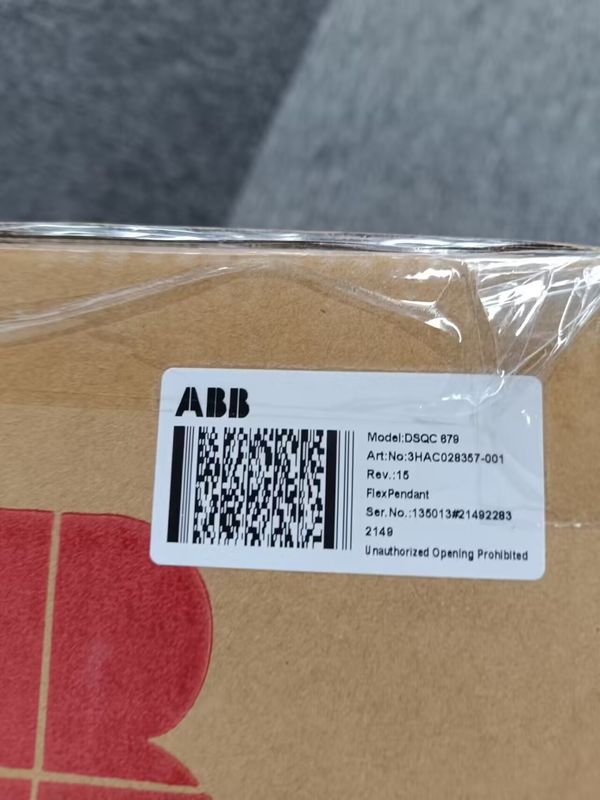 ABB
Model:DSQC 679
Art:No:3HAC028357-001
Rev.:15
FlexPendant
Ser.No.:135013#21492283
2149
Unauthorized Opening Prohibited